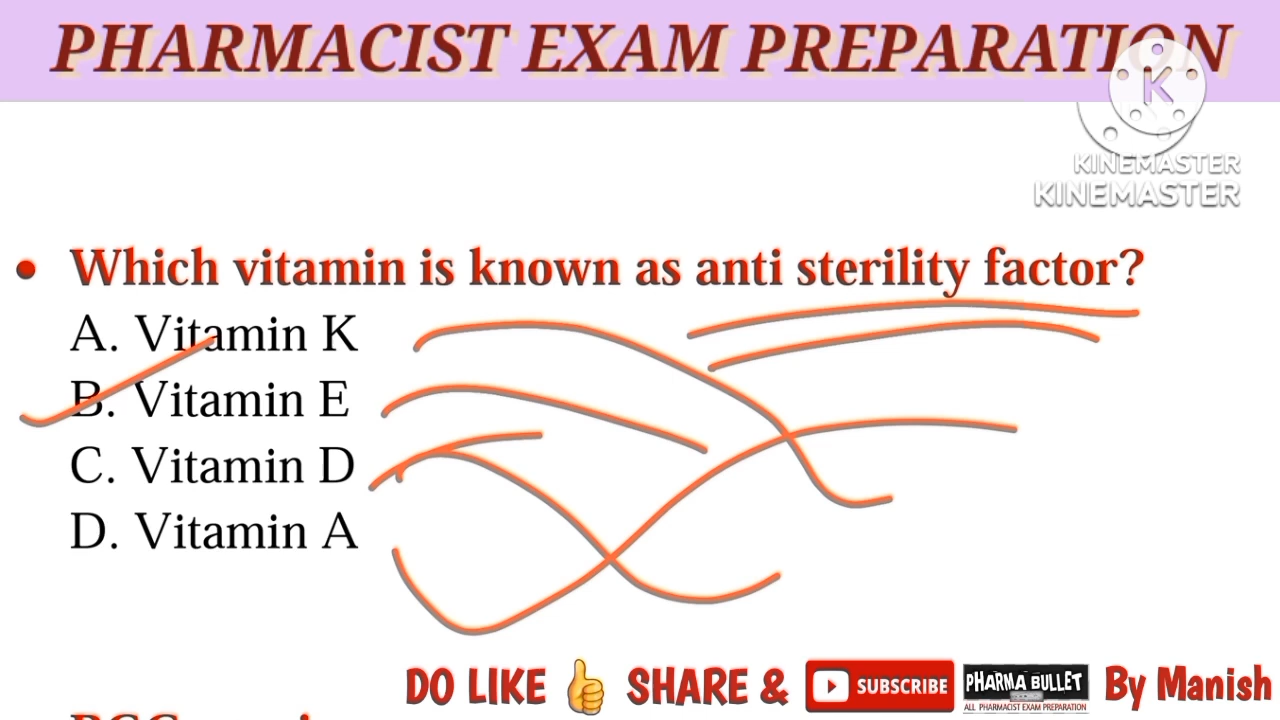 PHARMACIST EXAM PREPARATION
K
KINEMASTER
KINEMASTER
• Which vitamin is known as anti sterility factor?
A. Vitamin K
B. Vitamin E
C. Vitamin D
D. Vitamin A
DO LIKE 👍 SHARE & SUBSCRIBE PHARMA BULLET By Manish
ALL PHARMACIST EXAM PREPARATION